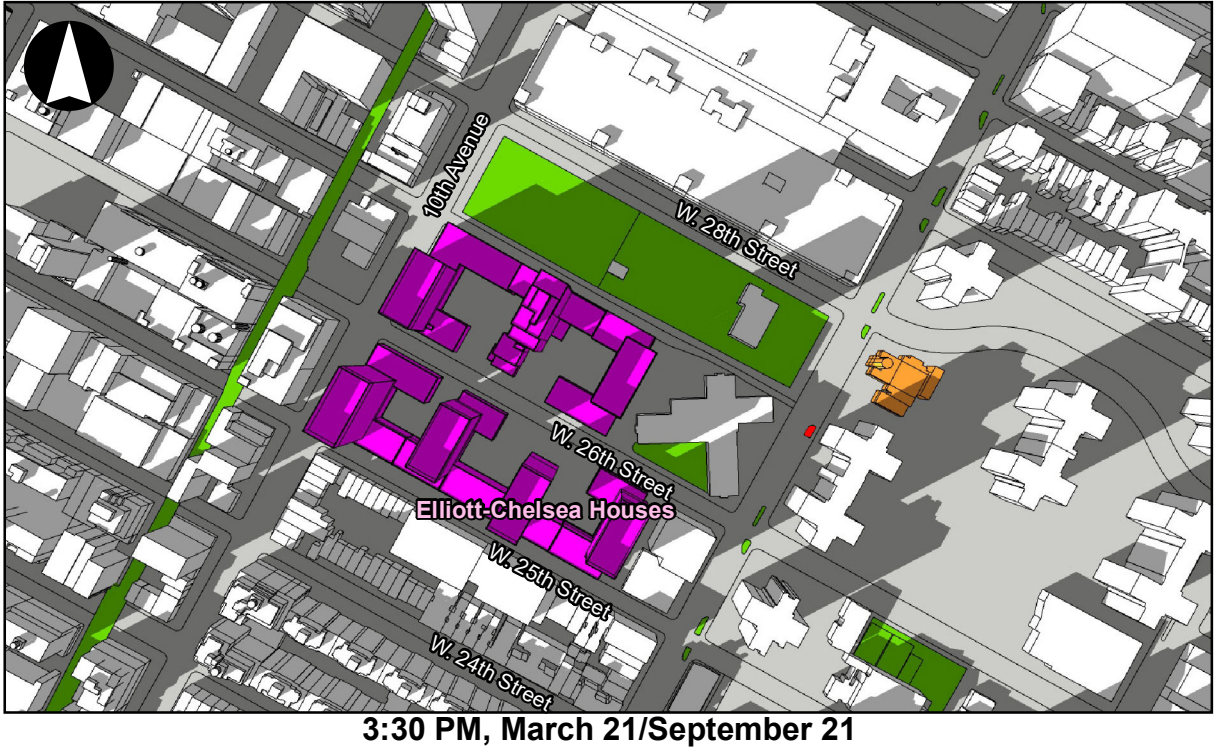 10th Avenue
W. 28th Street
W. 26th Street
Elliott-Chelsea Houses
W. 25th Street
W. 24th Street
3:30 PM, March 21/September 21